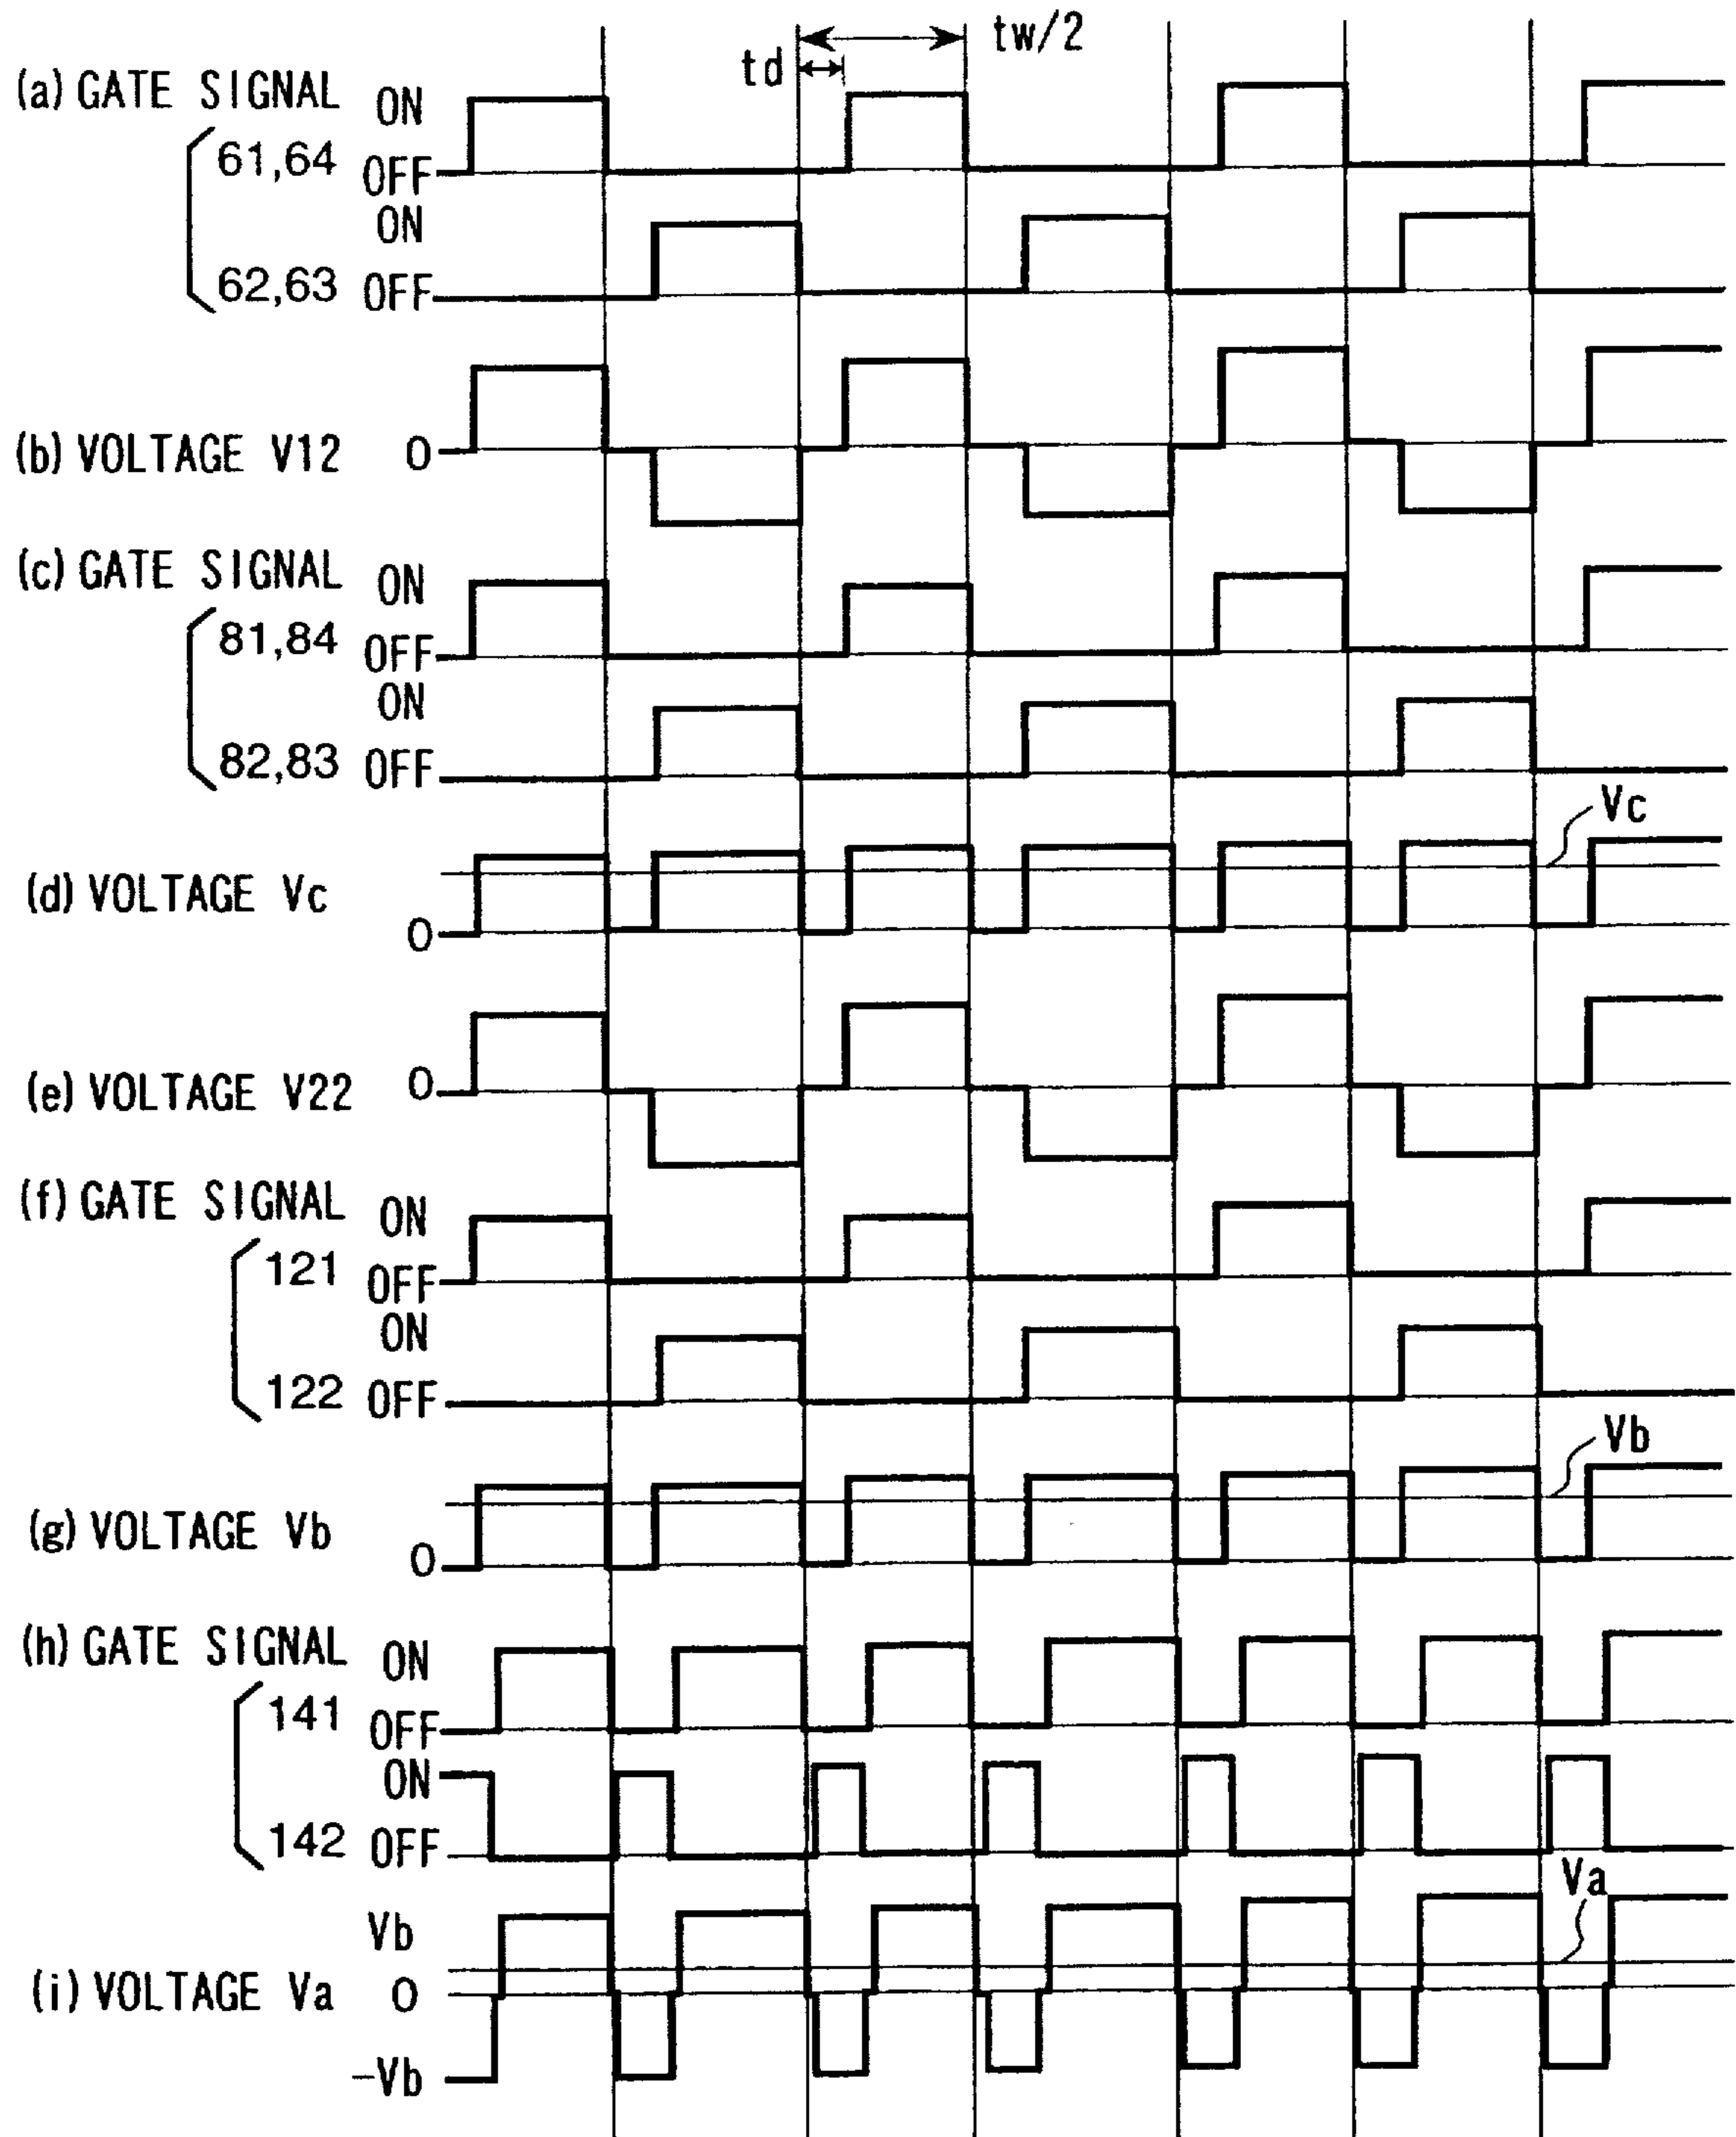 tw/2
td
(a) GATE SIGNAL ON
61,64 OFF
ON
62,63 OFF
(b) VOLTAGE V12 0
(c) GATE SIGNAL ON
81,84 OFF
ON
82,83 OFF
Vc
(d) VOLTAGE Vc
0
(e) VOLTAGE V22 0
(f) GATE SIGNAL ON
121 OFF
ON
122 OFF
Vb
(g) VOLTAGE Vb
0
(h) GATE SIGNAL ON
141 OFF
ON
142 OFF
Va
Vb
(i) VOLTAGE Va 0
-Vb